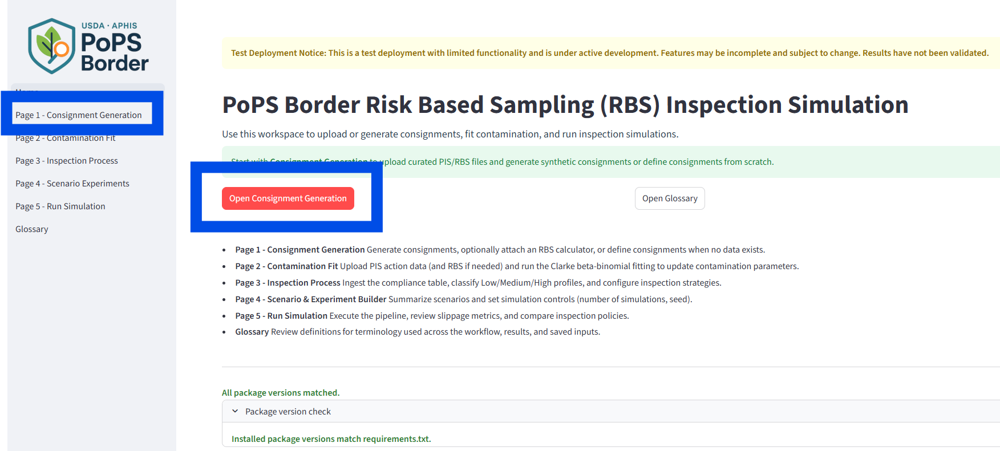 USDA · APHIS
PoPS
Border
Page 1 - Consignment Generation
Page 2 - Contamination Fit
Page 3 - Inspection Process
Page 4 - Scenario Experiments
Page 5 - Run Simulation
Glossary
Test Deployment Notice: This is a test deployment with limited functionality and is under active development. Features may be incomplete and subject to change. Results have not been validated.
PoPS Border Risk Based Sampling (RBS) Inspection Simulation
Use this workspace to upload or generate consignments, fit contamination, and run inspection simulations.
Start with Consignment Generation to upload curated PIS/RBS files and generate synthetic consignments or define consignments from scratch.
Open Consignment Generation
Open Glossary
• Page 1 - Consignment Generation Generate consignments, optionally attach an RBS calculator, or define consignments when no data exists.
• Page 2 - Contamination Fit Upload PIS action data (and RBS if needed) and run the Clarke beta-binomial fitting to update contamination parameters.
• Page 3 - Inspection Process Ingest the compliance table, classify Low/Medium/High profiles, and configure inspection strategies.
• Page 4 - Scenario & Experiment Builder Summarize scenarios and set simulation controls (number of simulations, seed).
• Page 5 - Run Simulation Execute the pipeline, review slippage metrics, and compare inspection policies.
• Glossary Review definitions for terminology used across the workflow, results, and saved inputs.
All package versions matched.
Package version check
Installed package versions match requirements.txt.